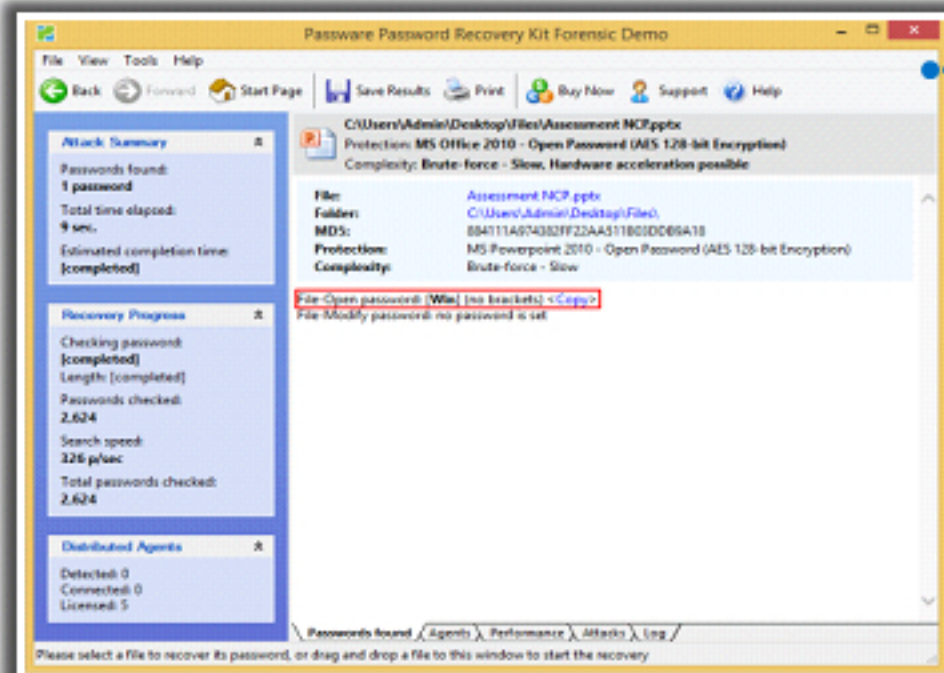 Passware Password Recovery Kit Forensic Demo
File View Tools Help
Back Forward Start Page Save Results Print Buy Now Support Help
Attack Summary
Passwords found:
1 password
Total time elapsed:
9 sec.
Estimated completion time:
[completed]
Recovery Progress
Checking password:
[completed]
Length: [completed]
Passwords checked:
2,624
Search speed:
326 p/sec
Total passwords checked:
2,624
Distributed Agents
Detected: 0
Connected: 0
Licensed: 5
C:\Users\Admin\Desktop\Files\Assessment NCP.pptx
Protection: MS Office 2010 - Open Password (AES 128-bit Encryption)
Complexity: Brute-force - Slow, Hardware acceleration possible
File: Assessment NCP.pptx
Folder: C:\Users\Admin\Desktop\Files\
MD5:
Protection: MS Powerpoint 2010 - Open Password (AES 128-bit Encryption)
Complexity: Brute-force - Slow
File-Open password: [Win] (no brackets) <Copy>
File-Modify password: no password is set
Passwords found Agents Performance Attacks Log
Please select a file to recover its password, or drag and drop a file to this window to start the recovery